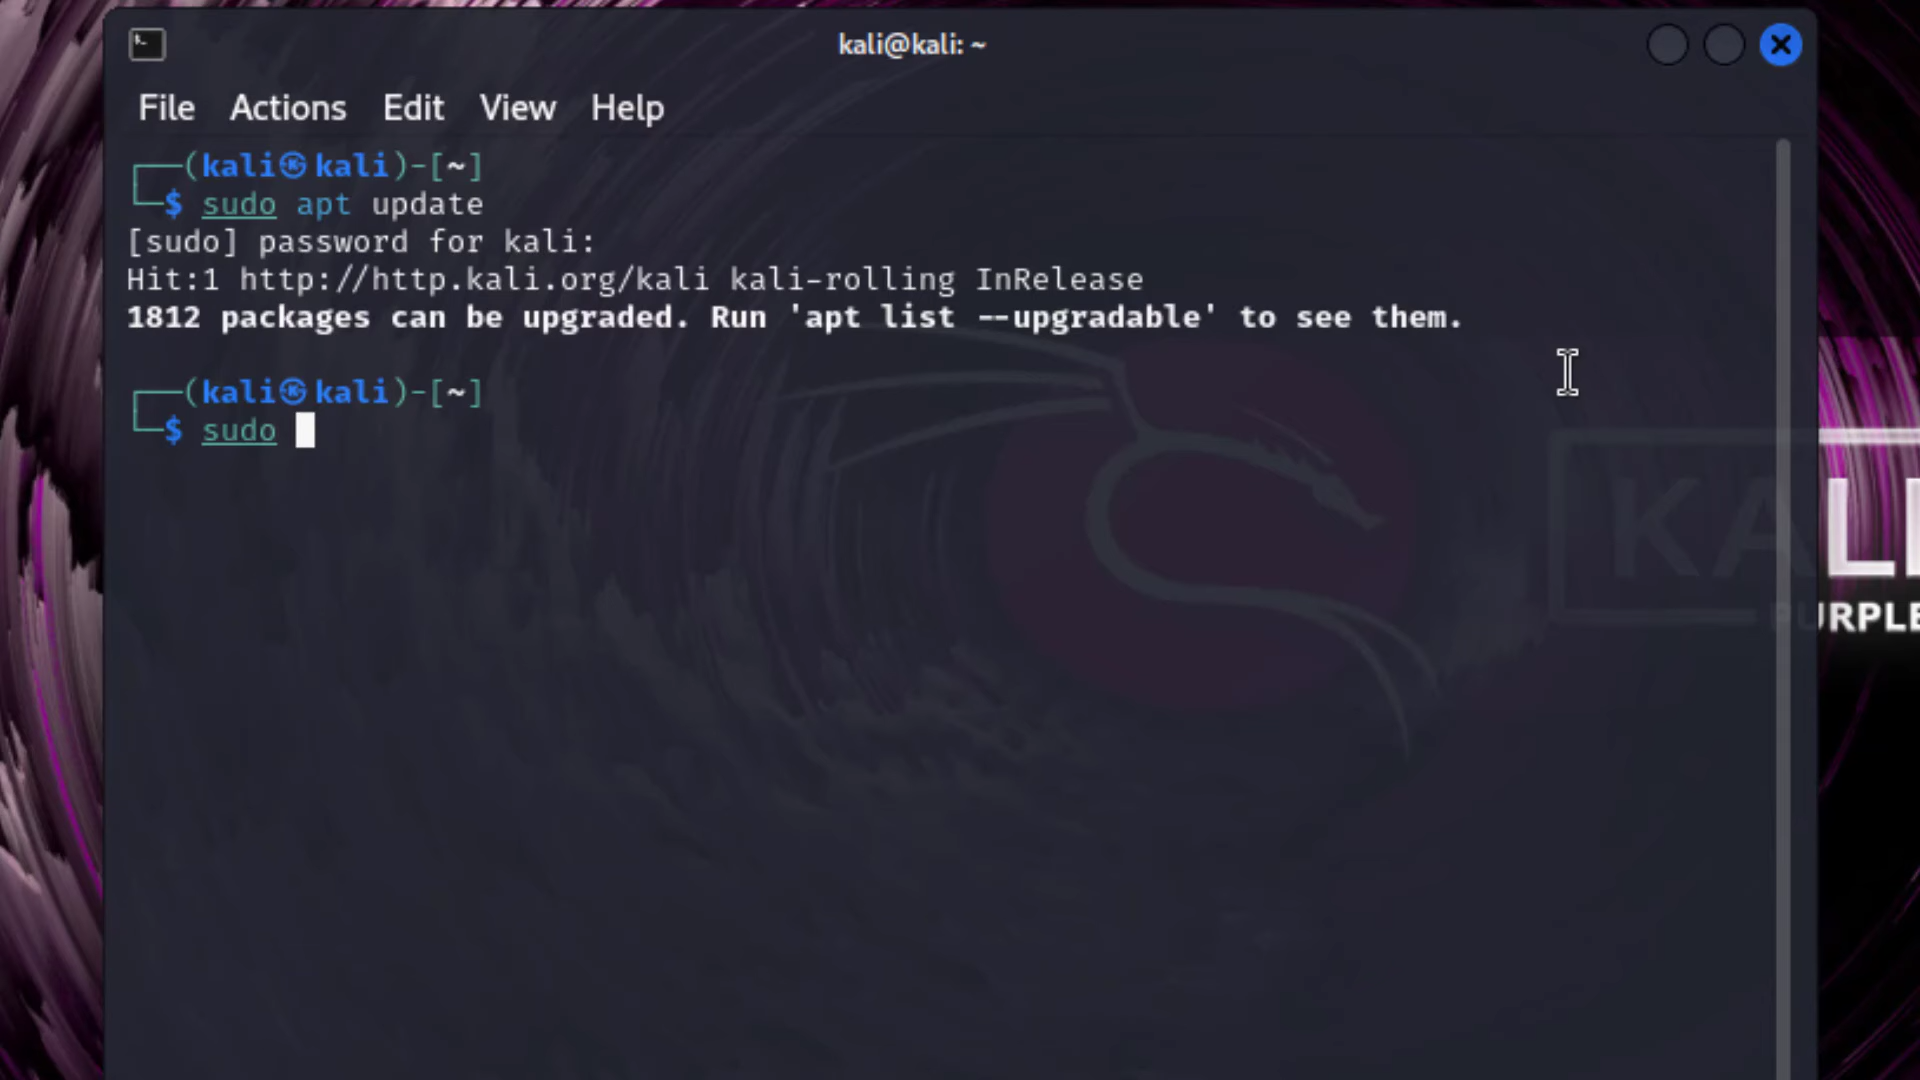 kali@kali: ~
File Actions Edit View Help
┌──(kali㉿kali)-[~]
└─$ sudo apt update
[sudo] password for kali:
Hit:1 http://http.kali.org/kali kali-rolling InRelease
1812 packages can be upgraded. Run 'apt list --upgradable' to see them.
┌──(kali㉿kali)-[~]
└─$ sudo
KALI
PURPLE